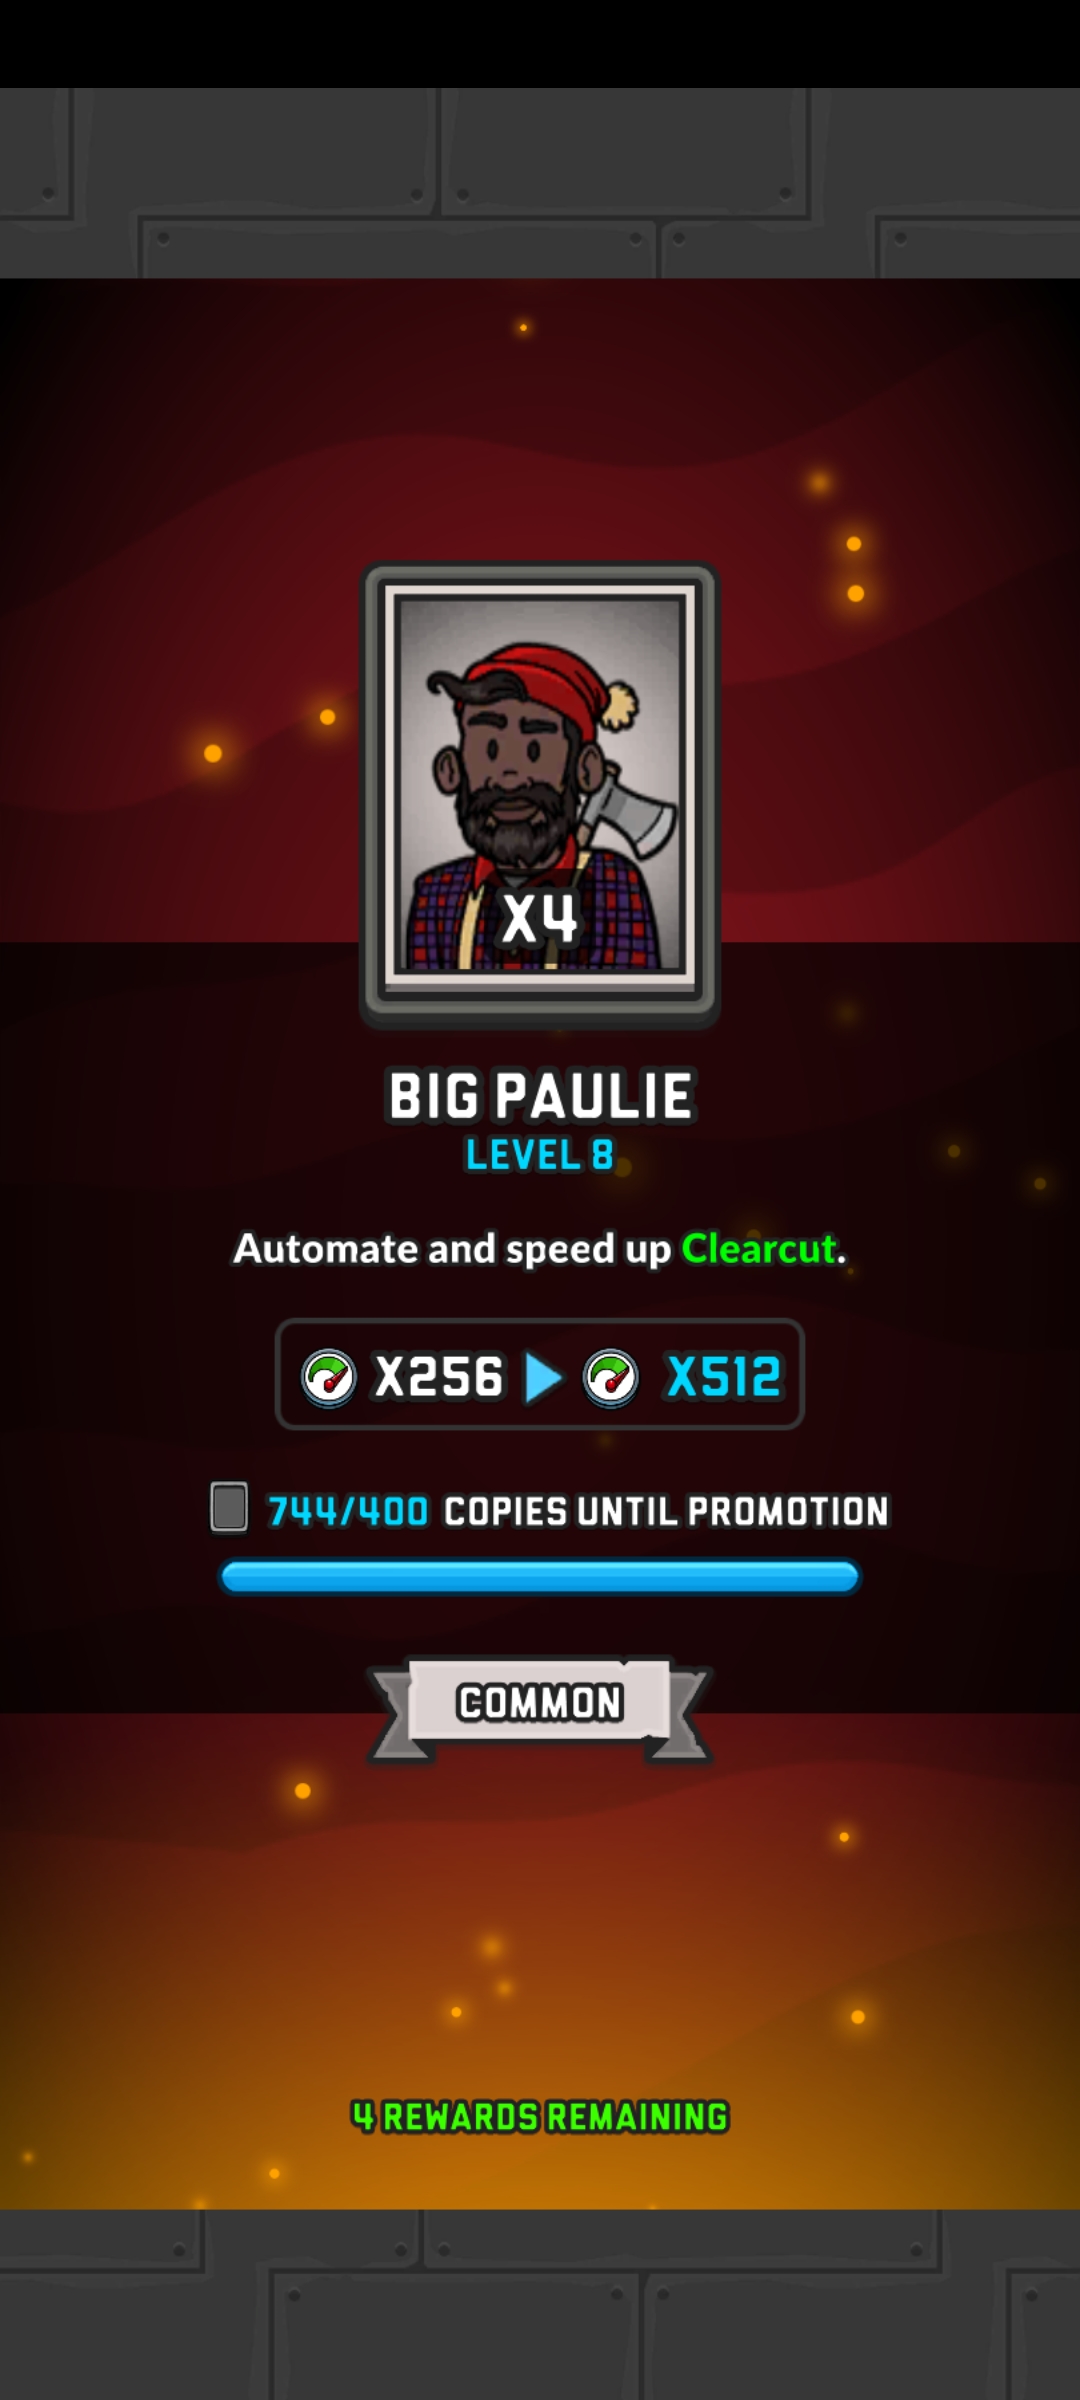 X4
BIG PAULIE
LEVEL 8
Automate and speed up Clearcut.
X256 X512
744/400 COPIES UNTIL PROMOTION
COMMON
4 REWARDS REMAINING